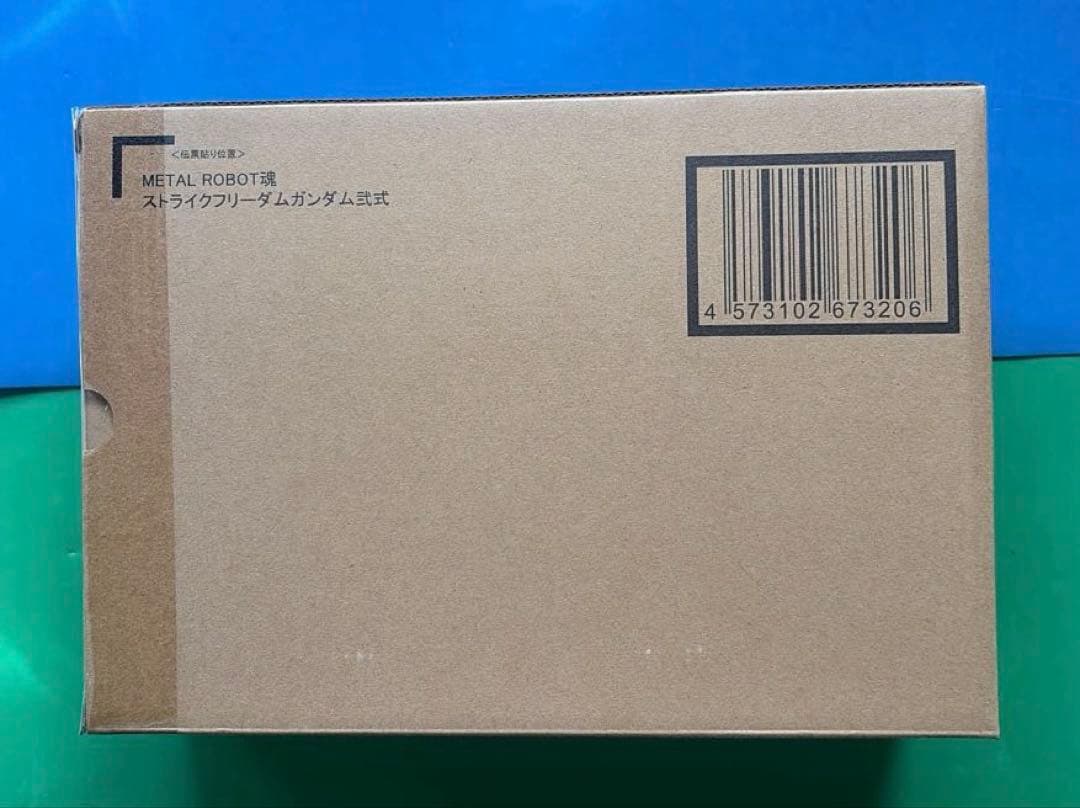 <伝票貼り位置>
METAL ROBOT魂
ストライクフリーダムガンダム弐式
4 573102 673206